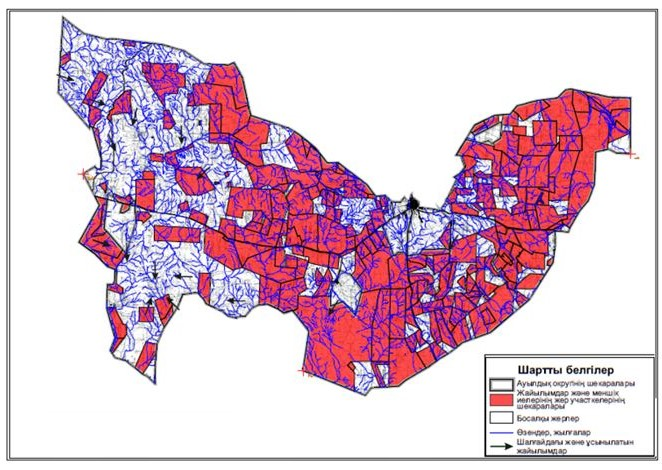 Шартты белгілер
Ауылдық округінің шекаралары
Жайылымдар және меншік
иелерінің жер учаcткелерінің
шекаралары
Босалқы жерлер
Өзендер, жылғалар
Шалғайдағы және ұсынылатын
жайылымдар